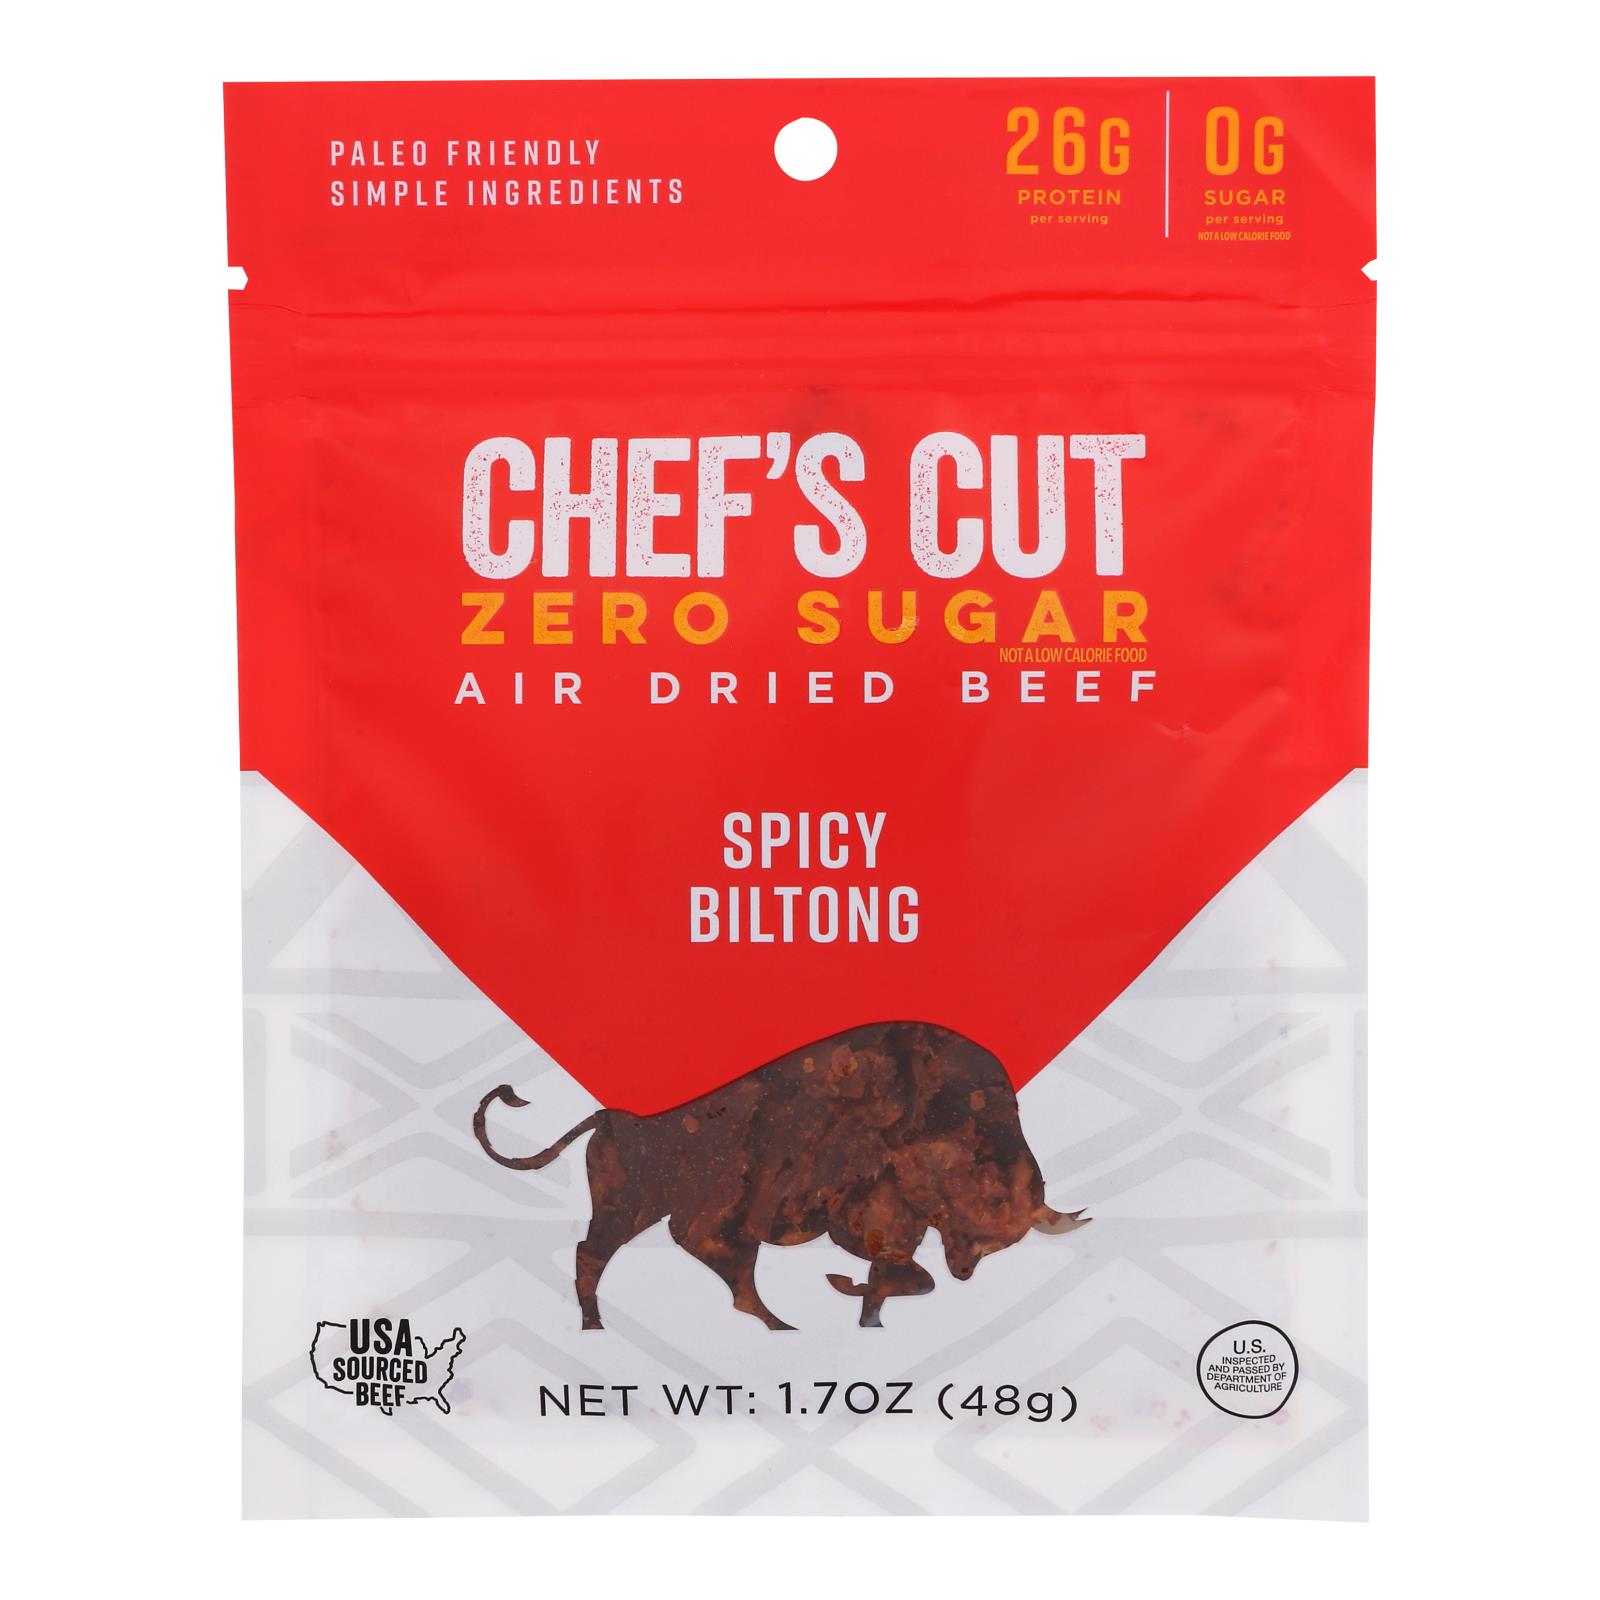 PALEO FRIENDLY
SIMPLE INGREDIENTS
26G
PROTEIN
per serving
0G
SUGAR
per serving
NOT A LOW CALORIE FOOD
CHEF'S CUT
ZERO SUGAR
NOT A LOW CALORIE FOOD
AIR DRIED BEEF
SPICY
BILTONG
USA
SOURCED
BEEF
NET WT: 1.7OZ (48g)
U.S.
INSPECTED
AND PASSED BY
DEPARTMENT OF
AGRICULTURE